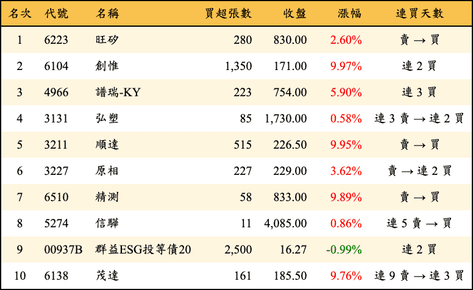 名次 代號 名稱 買超張數 收盤 漲幅 連買天數
1 6223 旺矽 280 830.00 2.60% 賣 → 買
2 6104 創惟 1,350 171.00 9.97% 連 2 買
3 4966 譜瑞-KY 223 754.00 5.90% 連 3 買
4 3131 弘塑 85 1,730.00 0.58% 連 3 賣 → 連 2 買
5 3211 順達 515 226.50 9.95% 賣 → 買
6 3227 原相 227 229.00 3.62% 賣 → 連 2 買
7 6510 精測 58 833.00 9.89% 賣 → 買
8 5274 信驊 11 4,085.00 0.86% 連 5 賣 → 買
9 00937B 群益ESG投等債20 2,500 16.27 -0.99% 連 2 買
10 6138 茂達 161 185.50 9.76% 連 9 賣 → 連 3 買